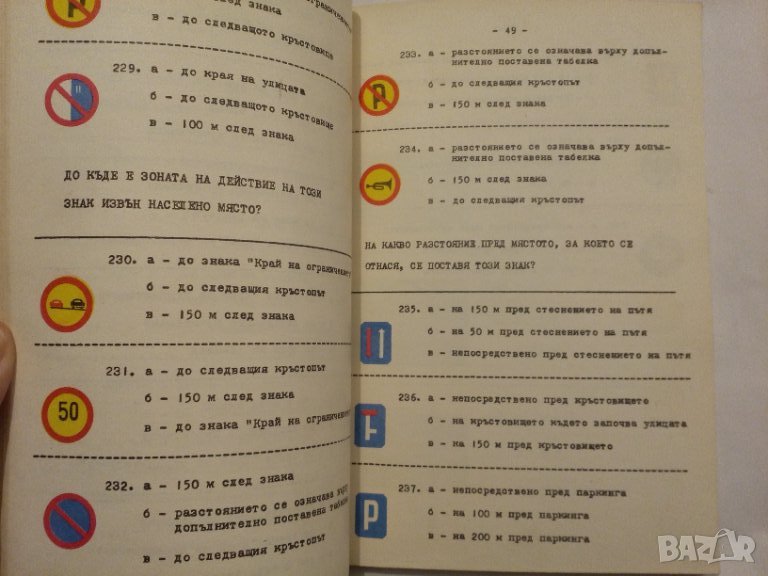 до следващото кръстовище
229. а - до края на улицата
б - до следващото кръстовище
в - 100 м след знака
ДО КЪДЕ Е ЗОНАТА НА ДЕЙСТВИЕ НА ТОЗИ
ЗНАК ИЗВЪН НАСЕЛЕНО МЯСТО?
230. а - до знака "Край на ограничението
б - до следващия кръстопът
в - 150 м след знака
231. а - до следващия кръстопът
б - 150 м след знака
в - до знака "Край на ограничението
50
232. а - 150 м след знака
б - разстоянието се означава върху
допълнително поставена табелка
в - до следващия кръстопът
- 49 -
233. а - разстоянието се означава върху допъл-
нително поставена табелка
б - до следващия кръстопът
в - 150 м след знака
Р
234. а - разстоянието се означава върху допъл-
нително поставена табелка
б - 150 м след знака
в - до следващия кръстопът
НА КАКВО РАЗСТОЯНИЕ ПРЕД МЯСТОТО, ЗА КОЕТО СЕ
ОТНАСЯ, СЕ ПОСТАВЯ ТОЗИ ЗНАК?
235. а - на 150 м пред стеснението на пътя
б - на 50 м пред стеснението на пътя
в - непосредствено пред стеснението на пътя
236. а - непосредствено пред кръстовището
б - на кръстовището където започва улицата
в - на 150 м пред кръстовището
237. а - непосредствено пред паркинга
б - на 100 м пред паркинга
в - на 200 м пред паркинга
Р
BAZAR